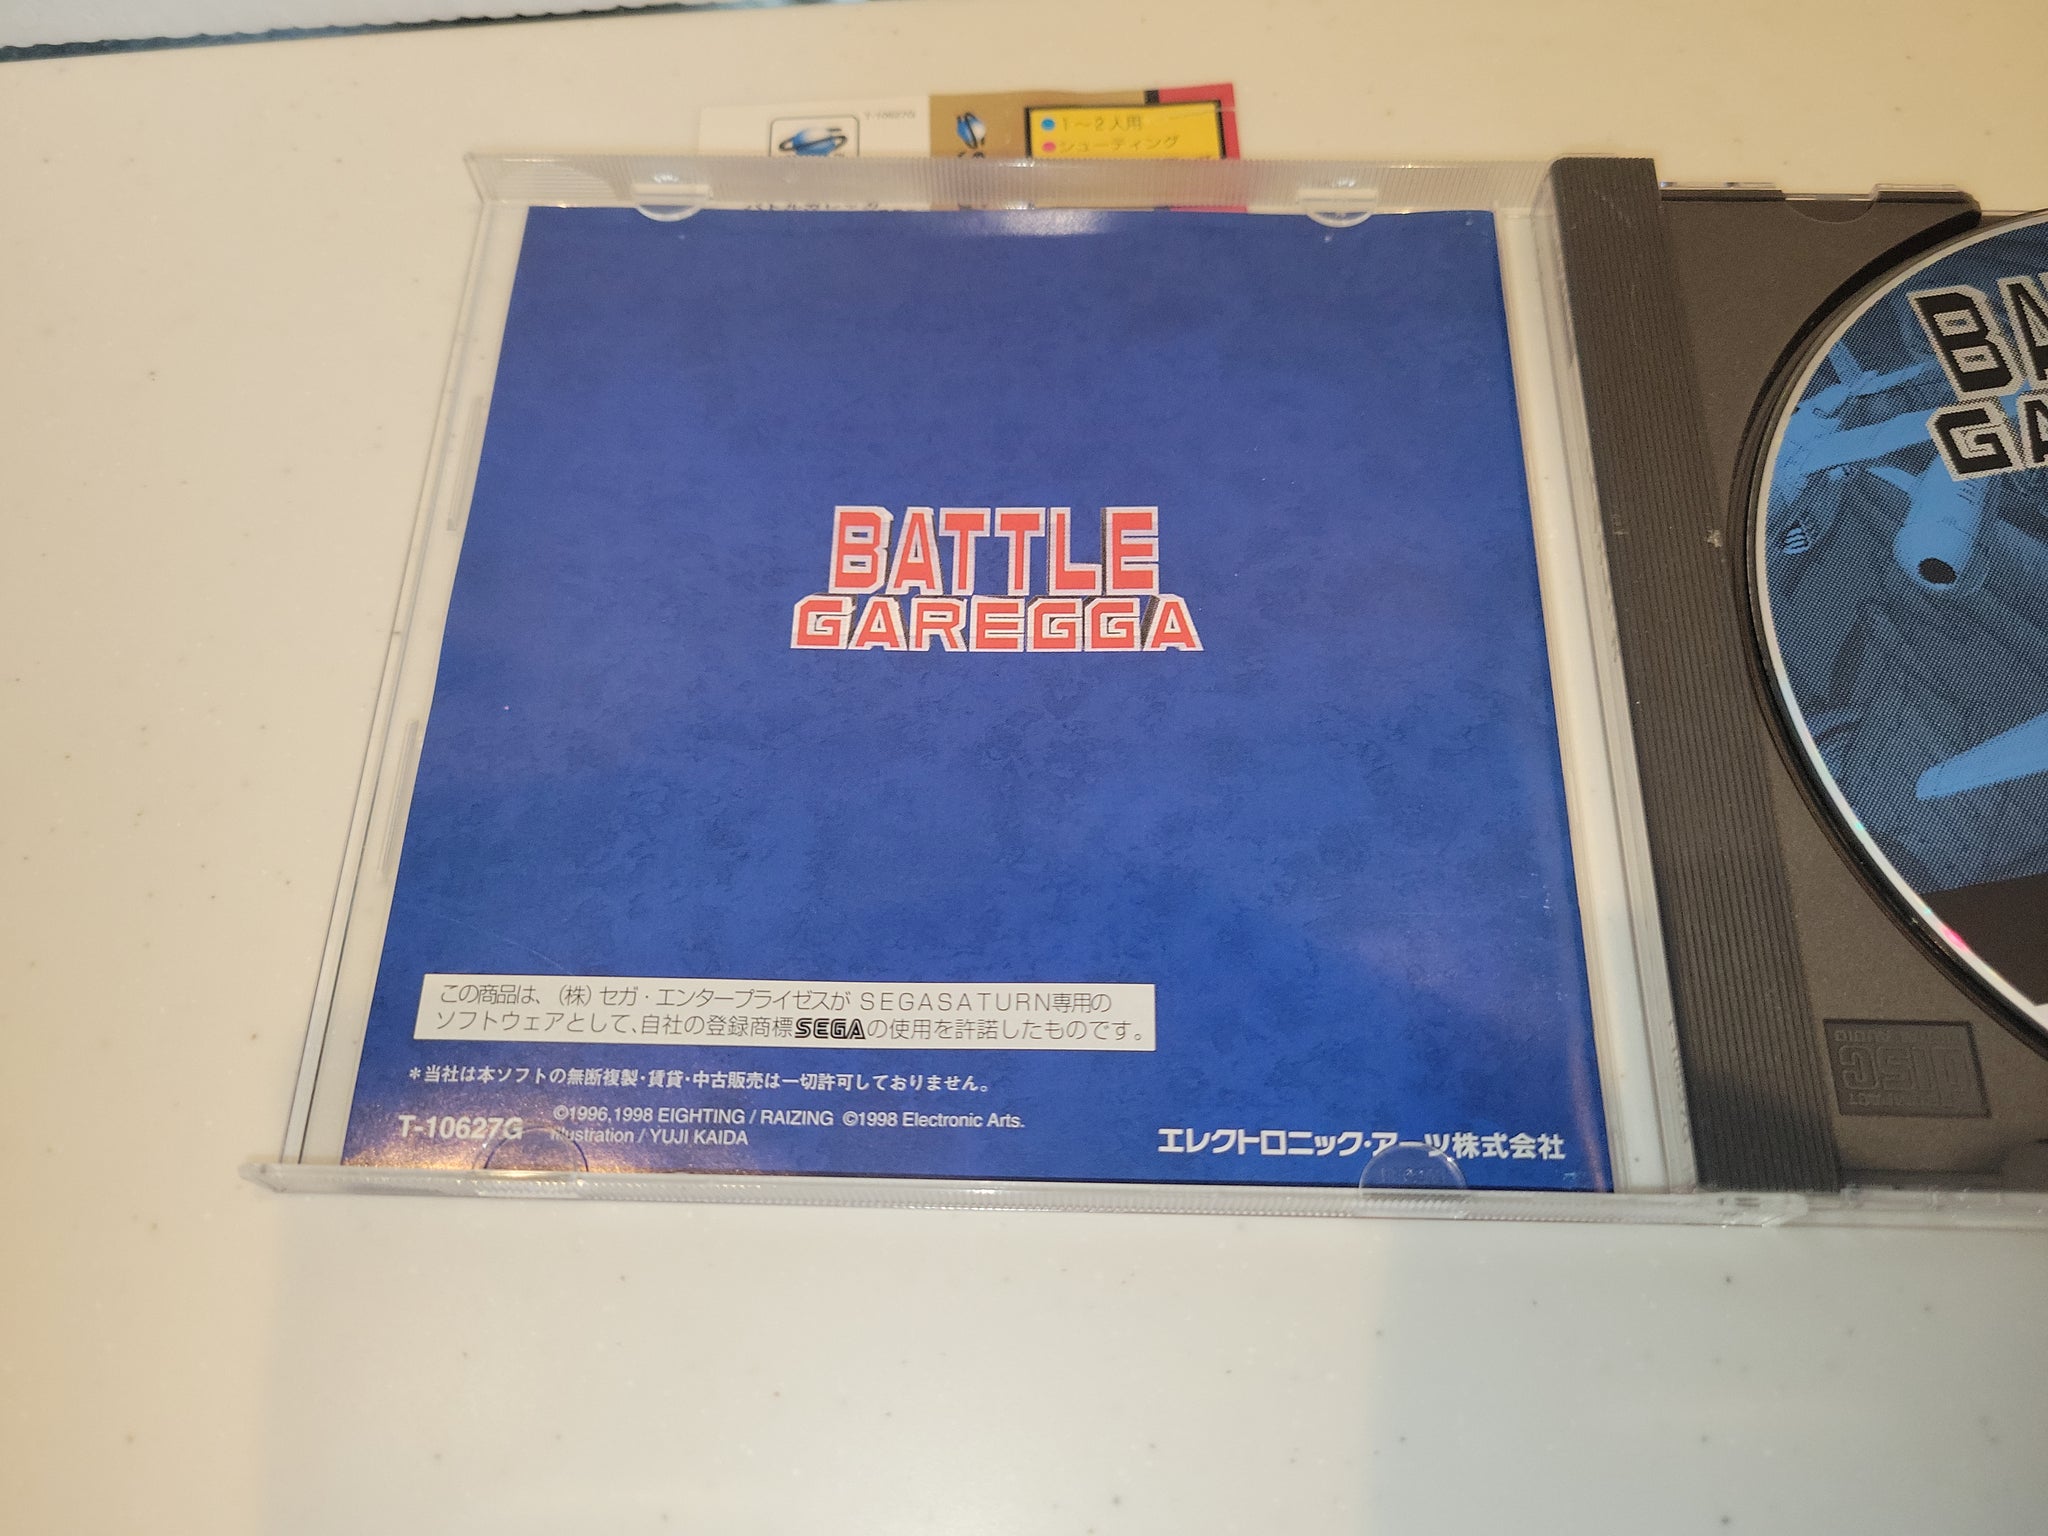 T-10627G
1～2人用
シューティング
BATTLE
GAREGGA
この商品は、(株)セガ・エンタープライゼスが SEGASATURN専用の
ソフトウェアとして、自社の登録商標SEGAの使用を許諾したものです。
＊当社は本ソフトの無断複製・賃貸・中古販売は一切許可しておりません。
T-10627G
©1996,1998 EIGHTING / RAIZING ©1998 Electronic Arts.
Illustration / YUJI KAIDA
エレクトロニック・アーツ株式会社
BA
GA